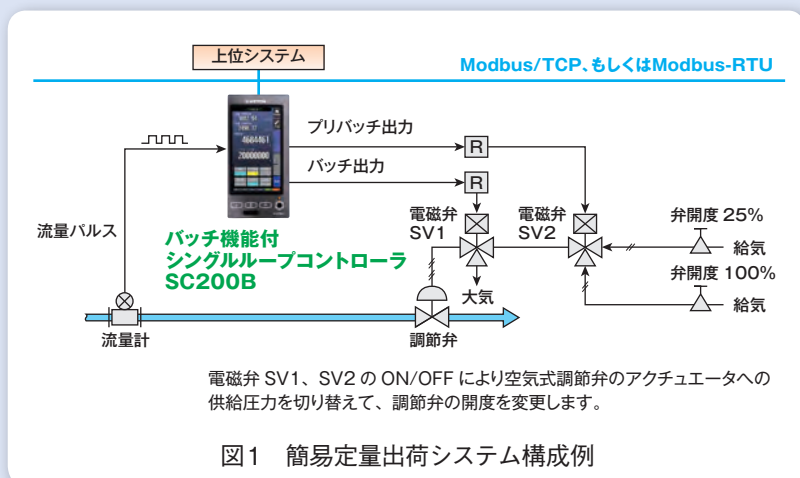 上位システム
Modbus/TCP、もしくはModbus-RTU
プリバッチ出力
R
バッチ出力
R
流量パルス
バッチ機能付
シングルループコントローラ
SC200B
電磁弁
SV1
電磁弁
SV2
弁開度 25%
給気
弁開度 100%
給気
大気
流量計
調節弁
電磁弁 SV1、SV2 の ON/OFF により空気式調節弁のアクチュエータへの
供給圧力を切り替えて、調節弁の開度を変更します。
図1 簡易定量出荷システム構成例